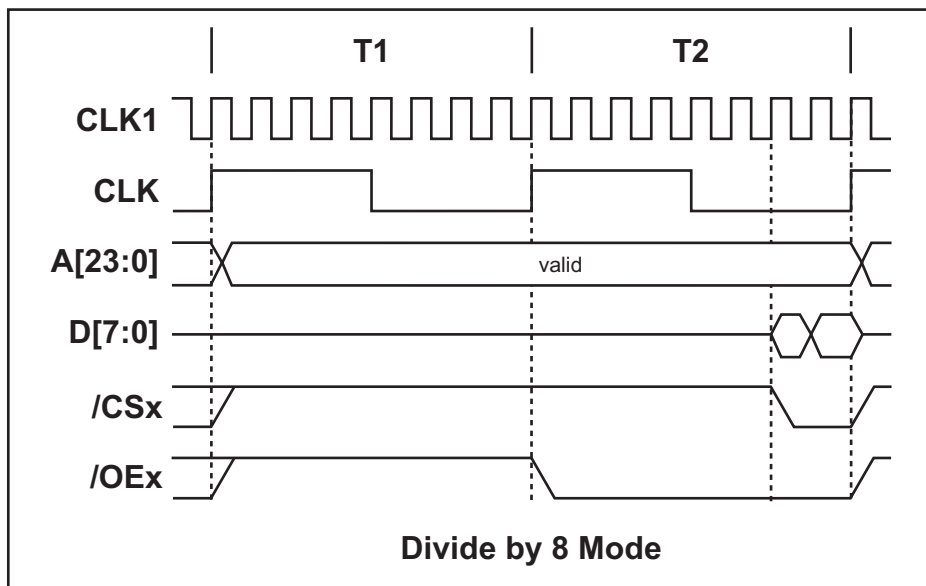 T1 T2
CLK1
CLK
A[23:0] valid
D[7:0]
/CSx
/OEx
Divide by 8 Mode